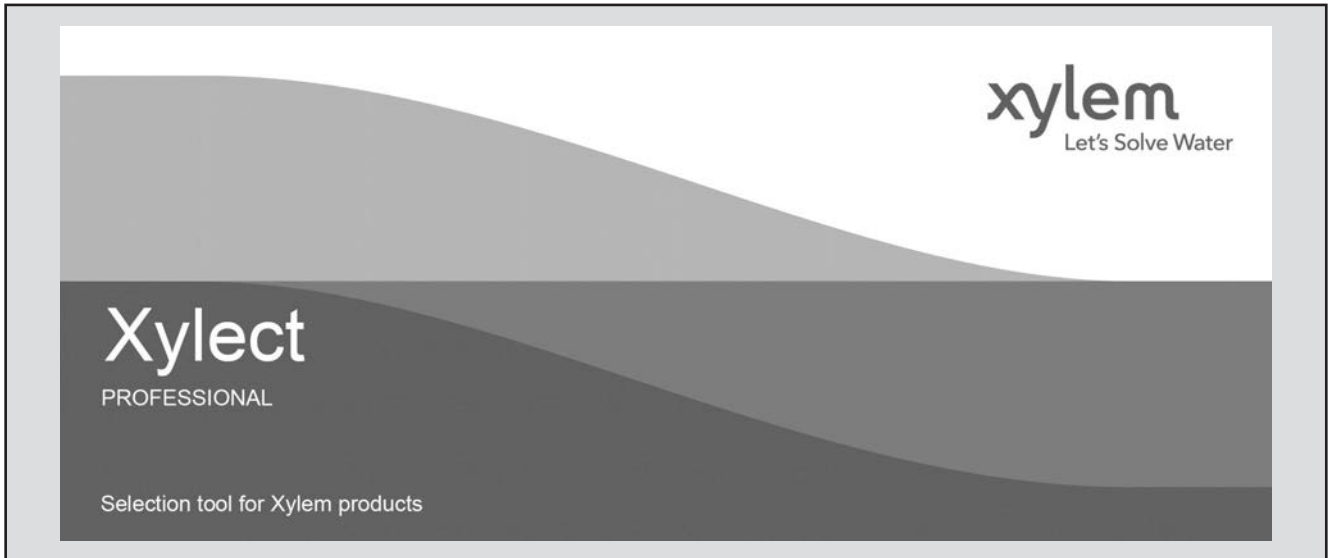 xylem
Let's Solve Water
Xylect
PROFESSIONAL
Selection tool for Xylem products